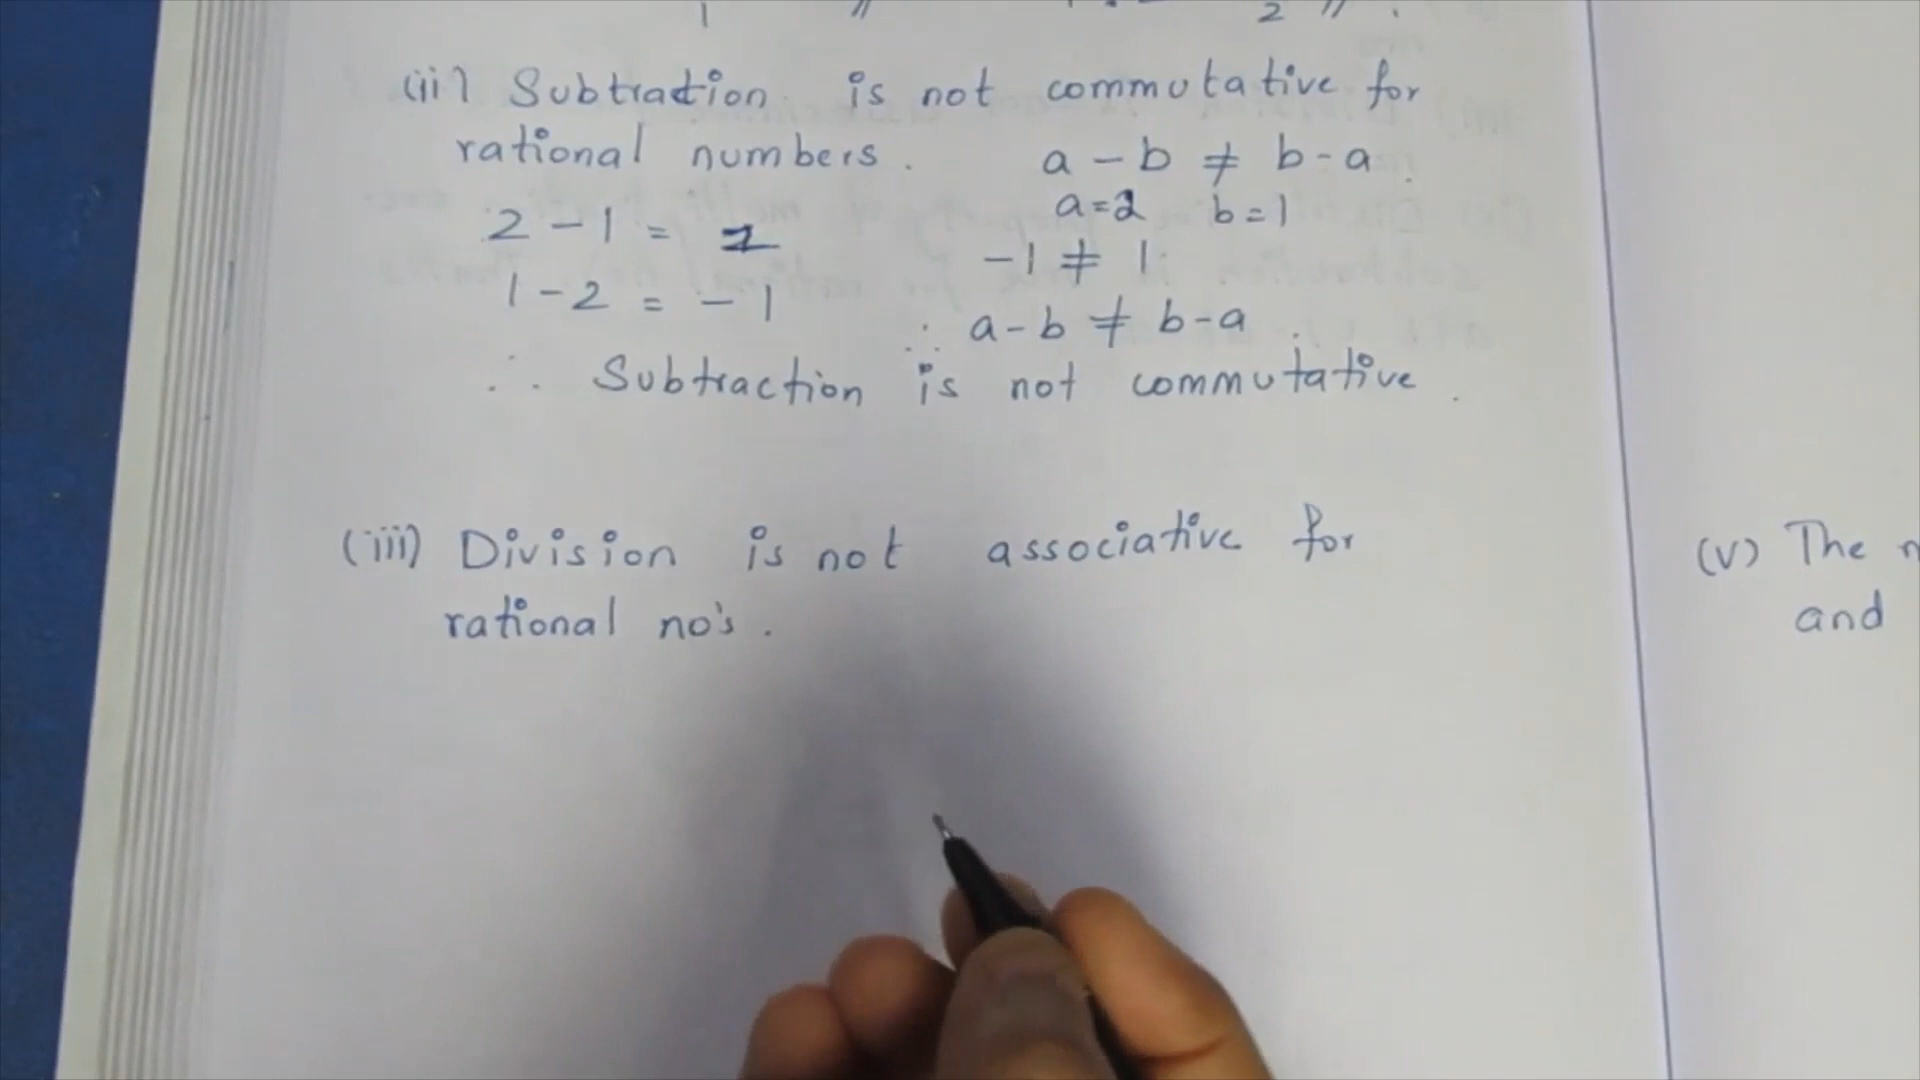 (ii) Subtraction is not commutative for
rational numbers. a - b ≠ b - a.
2 - 1 = 1 a = 2 b = 1
-1 ≠ 1.
1 - 2 = -1
∴ a - b ≠ b - a.
∴ Subtraction is not commutative.
(iii) Division is not associative for
rational no's.
(v) The
and